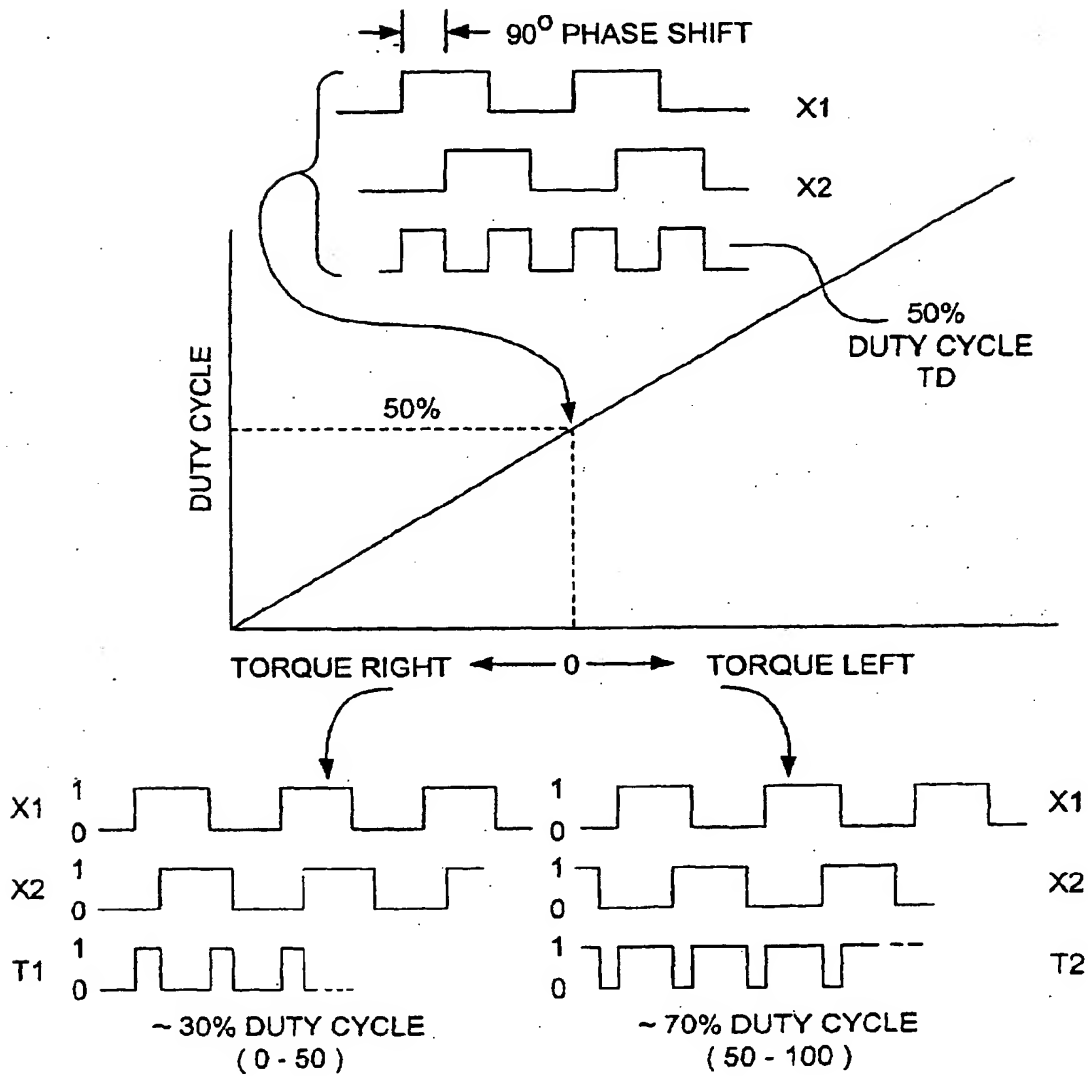 90° PHASE SHIFT
X1
X2
50%
DUTY CYCLE
TD
DUTY CYCLE
50%
TORQUE RIGHT 0 TORQUE LEFT
X1 1 0
X2 1 0
T1 1 0
~ 30% DUTY CYCLE
( 0 - 50 )
1 0 X1
1 0 X2
1 0 T2
~ 70% DUTY CYCLE
( 50 - 100 )